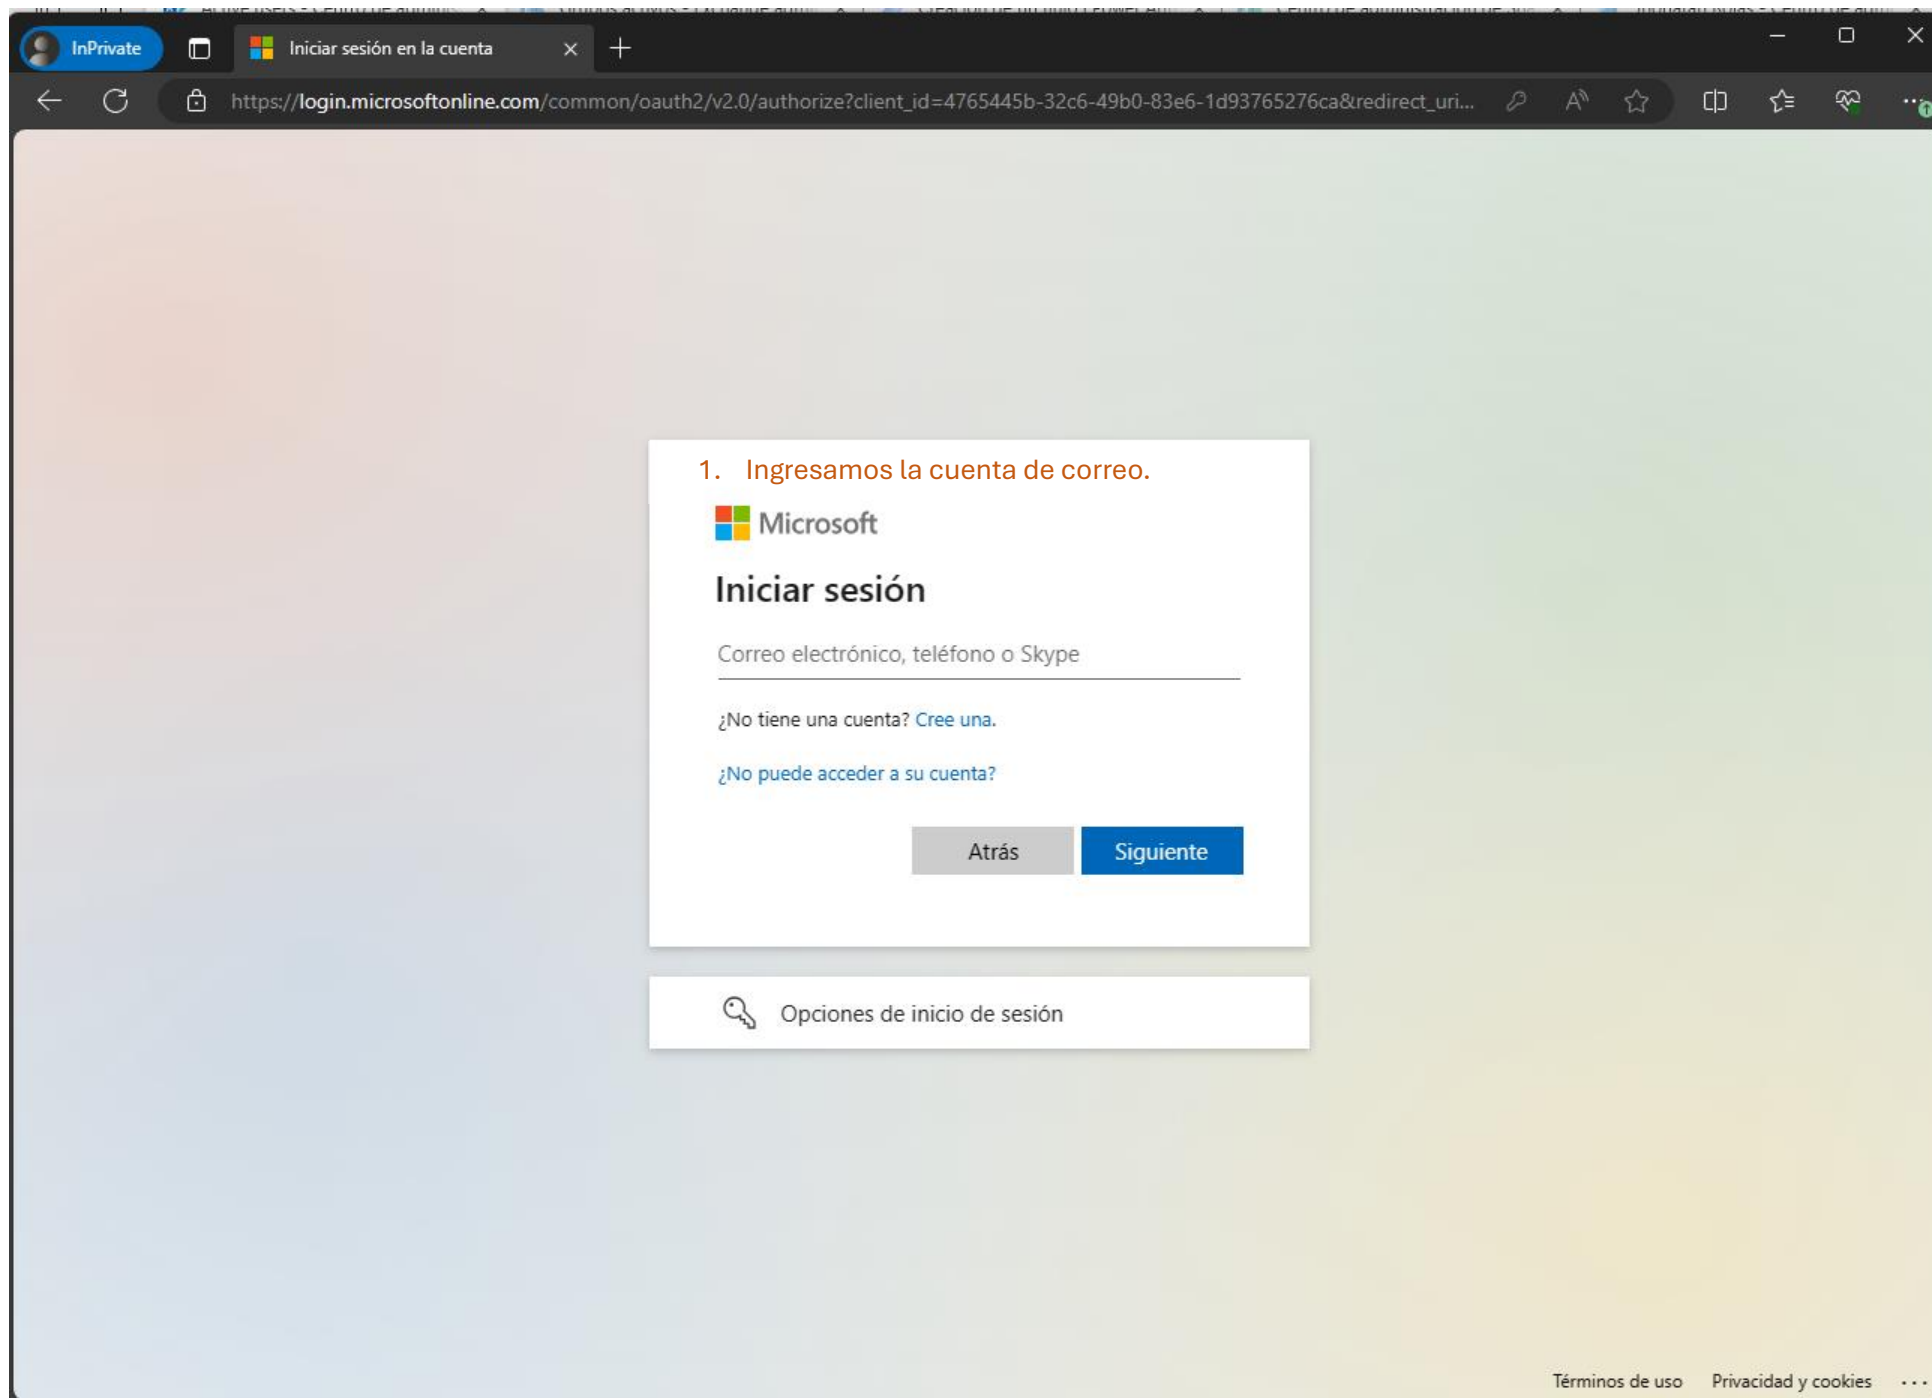 InPrivate
Iniciar sesión en la cuenta
https://login.microsoftonline.com/common/oauth2/v2.0/authorize?client_id=4765445b-32c6-49b0-83e6-1d93765276ca&redirect_uri...
1. Ingresamos la cuenta de correo.
Microsoft
Iniciar sesión
Correo electrónico, teléfono o Skype
¿No tiene una cuenta? Cree una.
¿No puede acceder a su cuenta?
Atrás
Siguiente
Opciones de inicio de sesión
Términos de uso
Privacidad y cookies
...